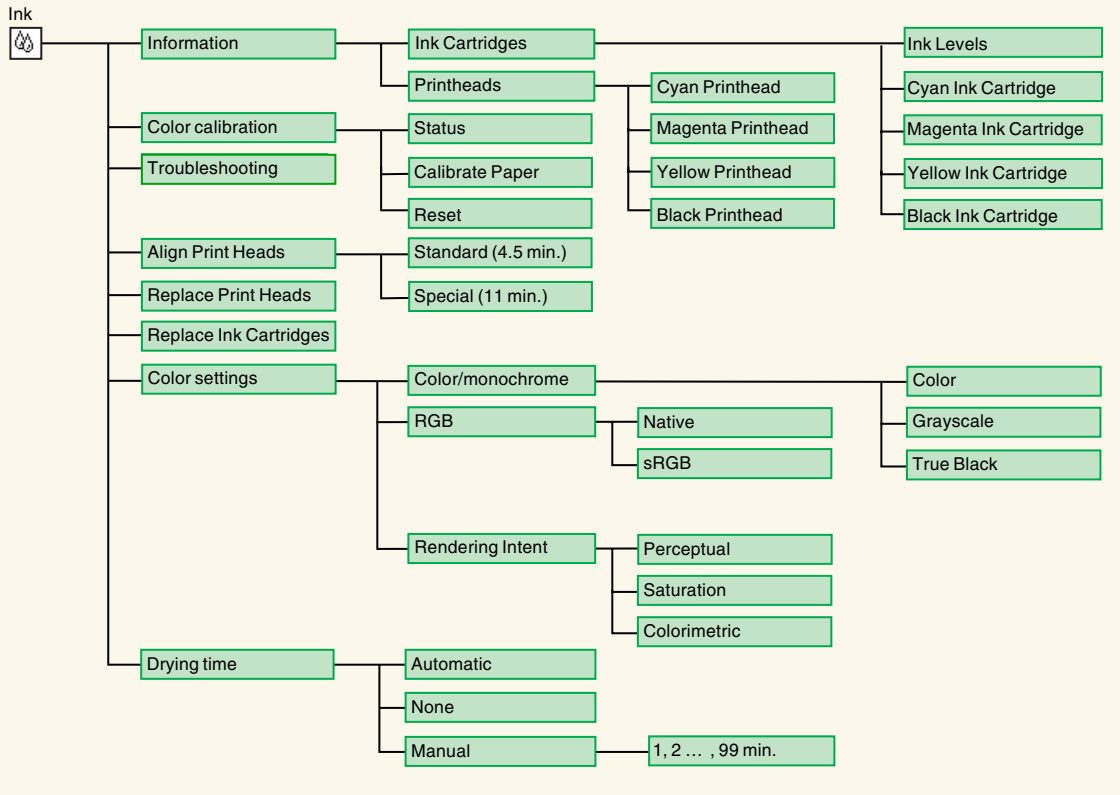 Ink
Information
Ink Cartridges
Ink Levels
Printheads
Cyan Printhead
Cyan Ink Cartridge
Color calibration
Status
Magenta Printhead
Magenta Ink Cartridge
Troubleshooting
Calibrate Paper
Yellow Printhead
Yellow Ink Cartridge
Reset
Black Printhead
Black Ink Cartridge
Align Print Heads
Standard (4.5 min.)
Replace Print Heads
Special (11 min.)
Replace Ink Cartridges
Color settings
Color/monochrome
Color
RGB
Native
Grayscale
sRGB
True Black
Rendering Intent
Perceptual
Saturation
Colorimetric
Drying time
Automatic
None
Manual
1, 2 ... , 99 min.